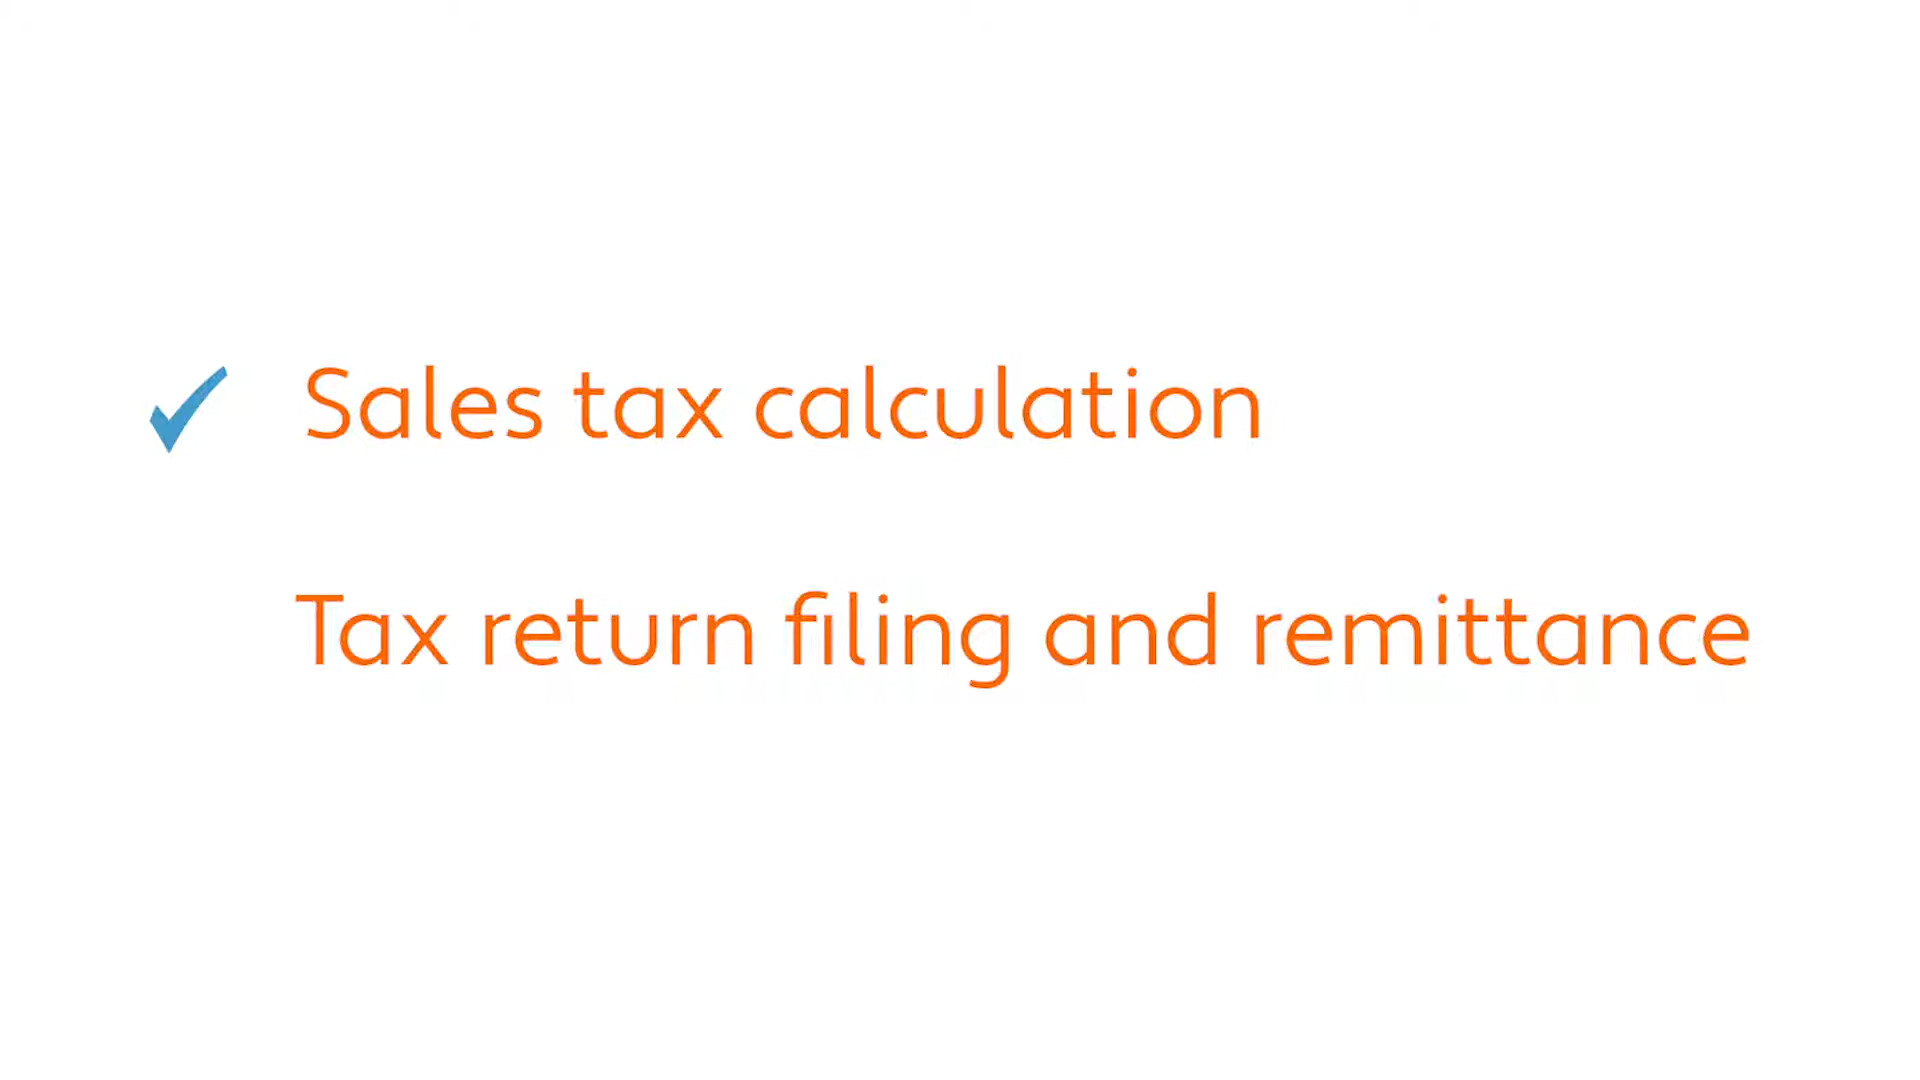 Sales tax calculation
Tax return filing and remittance